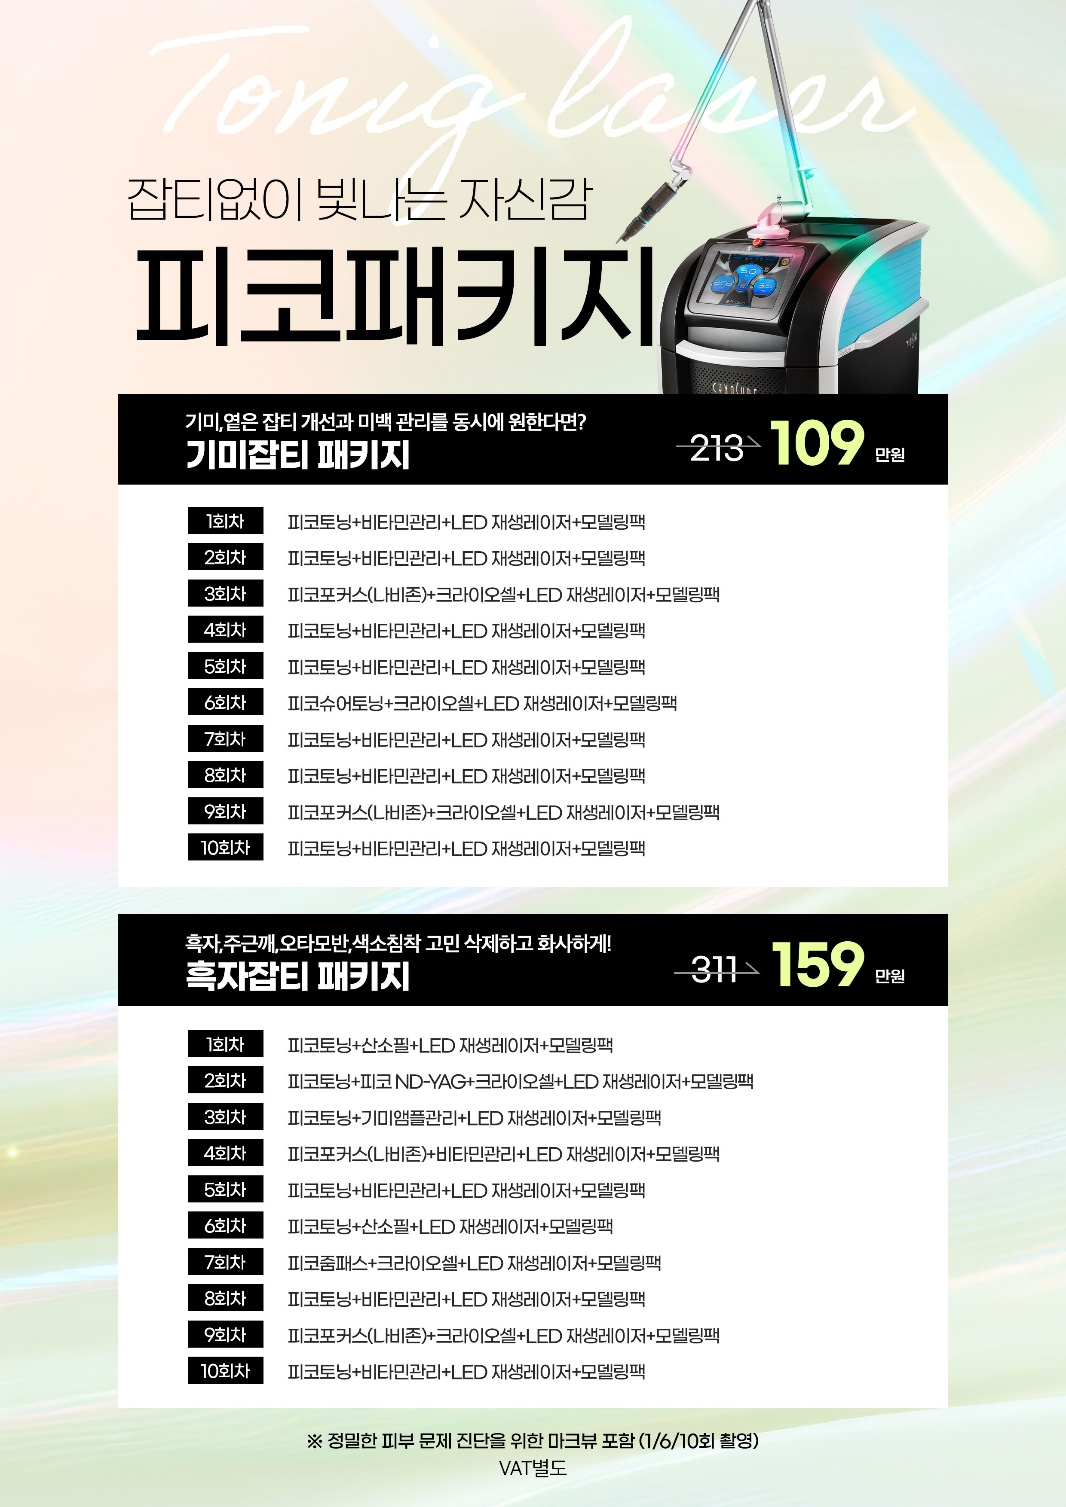 Tonig laser
잡티없이 빛나는 자신감
피코패키지
CYNOSURE
기미,옅은 잡티 개선과 미백 관리를 동시에 원한다면?
기미잡티 패키지
213 109 만원
1회차 피코토닝+비타민관리+LED 재생레이저+모델링팩
2회차 피코토닝+비타민관리+LED 재생레이저+모델링팩
3회차 피코포커스(나비존)+크라이오셀+LED 재생레이저+모델링팩
4회차 피코토닝+비타민관리+LED 재생레이저+모델링팩
5회차 피코토닝+비타민관리+LED 재생레이저+모델링팩
6회차 피코슈어토닝+크라이오셀+LED 재생레이저+모델링팩
7회차 피코토닝+비타민관리+LED 재생레이저+모델링팩
8회차 피코토닝+비타민관리+LED 재생레이저+모델링팩
9회차 피코포커스(나비존)+크라이오셀+LED 재생레이저+모델링팩
10회차 피코토닝+비타민관리+LED 재생레이저+모델링팩
흑자,주근깨,오타모반,색소침착 고민 삭제하고 화사하게!
흑자잡티 패키지
311 159 만원
1회차 피코토닝+산소필+LED 재생레이저+모델링팩
2회차 피코토닝+피코 ND-YAG+크라이오셀+LED 재생레이저+모델링팩
3회차 피코토닝+기미앰플관리+LED 재생레이저+모델링팩
4회차 피코포커스(나비존)+비타민관리+LED 재생레이저+모델링팩
5회차 피코토닝+비타민관리+LED 재생레이저+모델링팩
6회차 피코토닝+산소필+LED 재생레이저+모델링팩
7회차 피코줌패스+크라이오셀+LED 재생레이저+모델링팩
8회차 피코토닝+비타민관리+LED 재생레이저+모델링팩
9회차 피코포커스(나비존)+크라이오셀+LED 재생레이저+모델링팩
10회차 피코토닝+비타민관리+LED 재생레이저+모델링팩
※ 정밀한 피부 문제 진단을 위한 마크뷰 포함 (1/6/10회 촬영)
VAT별도